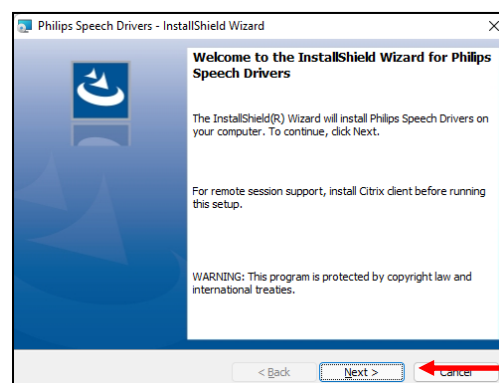 Philips Speech Drivers - InstallShield Wizard
Welcome to the InstallShield Wizard for Philips
Speech Drivers
The InstallShield(R) Wizard will install Philips Speech Drivers on
your computer. To continue, click Next.
For remote session support, install Citrix client before running
this setup.
WARNING: This program is protected by copyright law and
international treaties.
< Back
Next >
Cancel